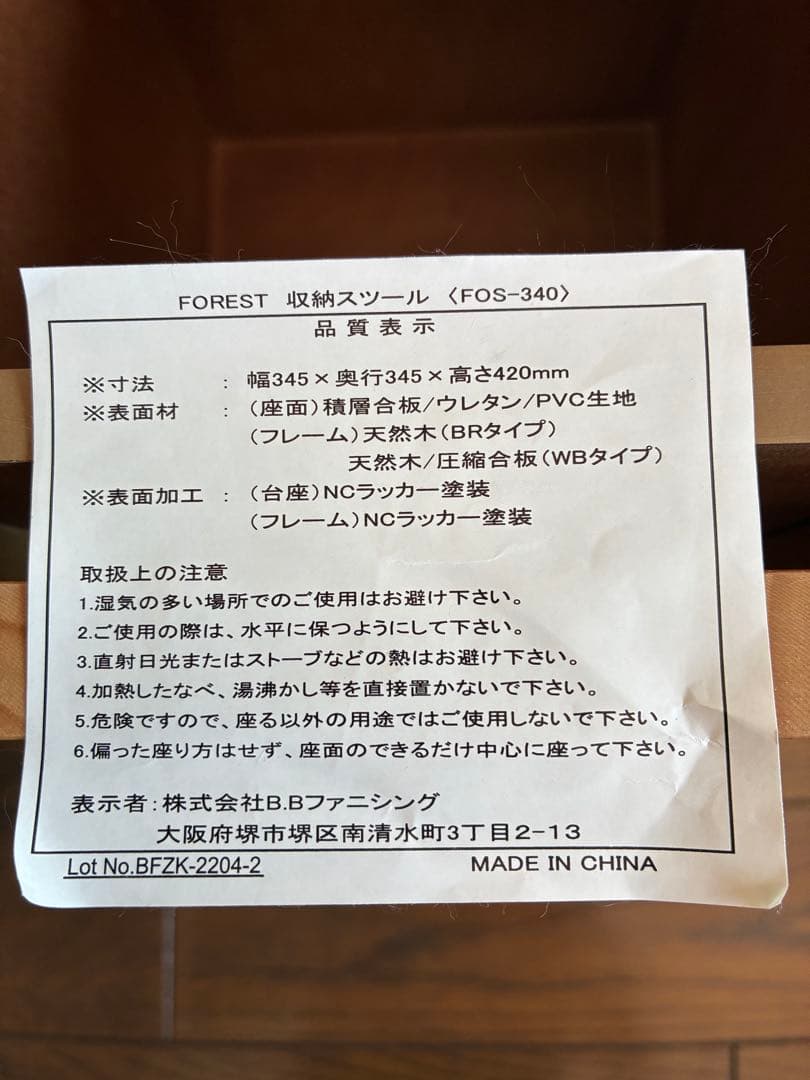 FOREST 収納スツール 〈FOS-340〉
品質表示
※寸法 : 幅345×奥行345×高さ420mm
※表面材 : (座面)積層合板/ウレタン/PVC生地
(フレーム)天然木(BRタイプ)
天然木/圧縮合板(WBタイプ)
※表面加工 : (台座)NCラッカー塗装
(フレーム)NCラッカー塗装
取扱上の注意
1.湿気の多い場所でのご使用はお避け下さい。
2.ご使用の際は、水平に保つようにして下さい。
3.直射日光またはストーブなどの熱はお避け下さい。
4.加熱したなべ、湯沸かし等を直接置かないで下さい。
5.危険ですので、座る以外の用途ではご使用しないで下さい。
6.偏った座り方はせず、座面のできるだけ中心に座って下さい。
表示者:株式会社B.Bファニシング
大阪府堺市堺区南清水町3丁目2-13
Lot No.BFZK-2204-2 MADE IN CHINA